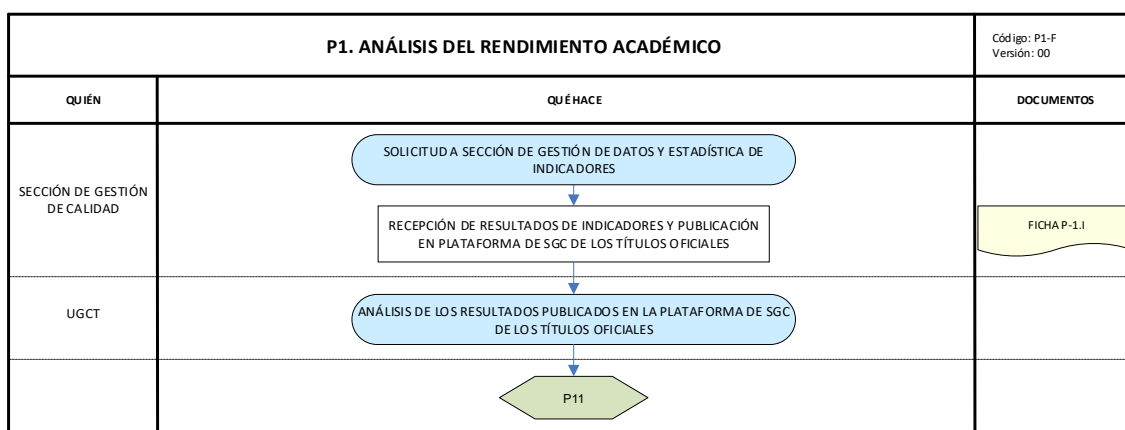 P1. ANÁLISIS DEL RENDIMIENTO ACADÉMICO
Código: P1-F
Versión: 00
QUIÉN
QUÉ HACE
DOCUMENTOS
SOLICITUD A SECCIÓN DE GESTIÓN DE DATOS Y ESTADÍSTICA DE
INDICADORES
SECCIÓN DE GESTIÓN
DE CALIDAD
RECEPCIÓN DE RESULTADOS DE INDICADORES Y PUBLICACIÓN
EN PLATAFORMA DE SGC DE LOS TÍTULOS OFICIALES
FICHA P-1.I
UGCT
ANÁLISIS DE LOS RESULTADOS PUBLICADOS EN LA PLATAFORMA DE SGC
DE LOS TÍTULOS OFICIALES
P11